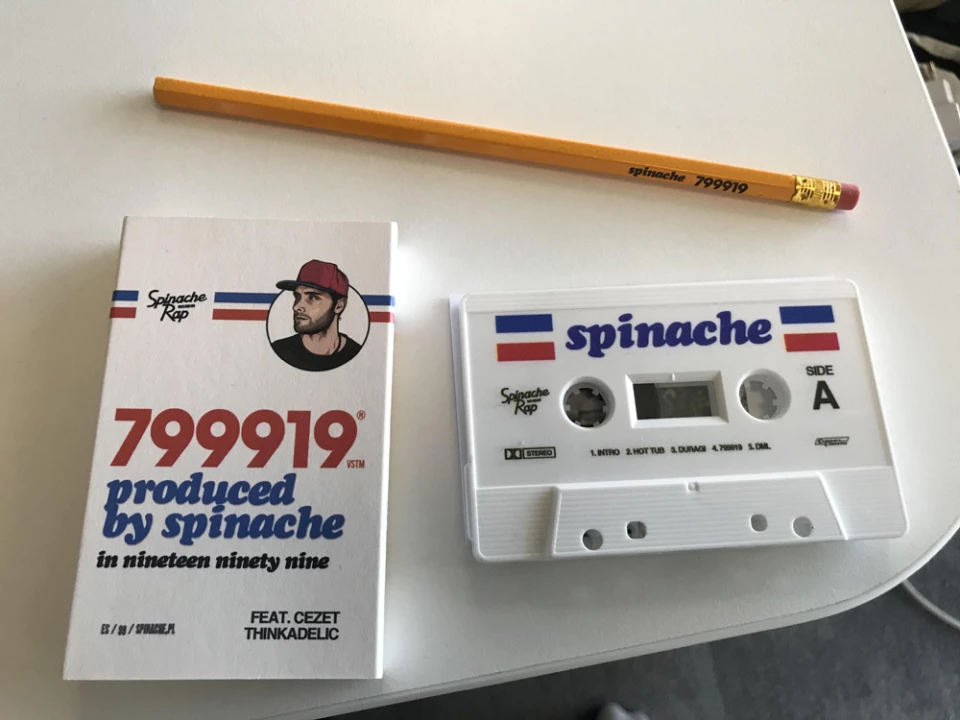 spinache 799919
Spinache
Rap
799919®
VSTM
produced
by spinache
in nineteen ninety nine
ES / 99 / SPINACHE.PL
FEAT. CEZET
THINKADELIC
spinache
Spinache
Rap
SIDE
A
STEREO
1. INTRO 2. HOT TUB 3. DURAGI 4. 799919 5. DML